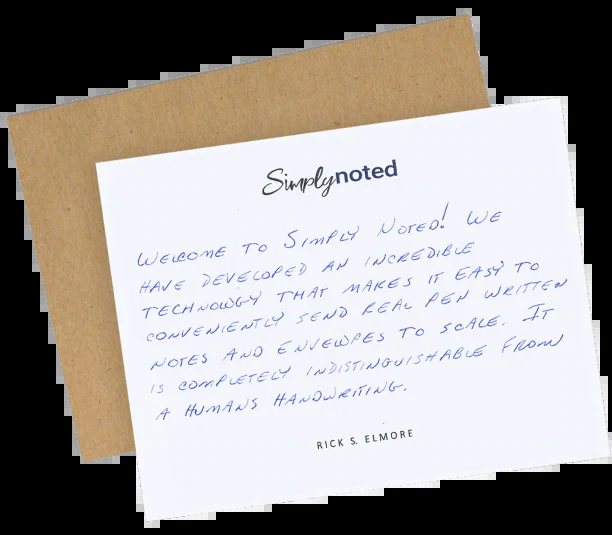 Simplynoted
WELCOME TO SIMPLY NOTED! WE
HAVE DEVELOPED AN INCREDIBLE
TECHNOLOGY THAT MAKES IT EASY TO
CONVENIENTLY SEND REAL PEN WRITTEN
NOTES AND ENVELOPES TO SCALE. IT
IS COMPLETELY INDISTINGUISHABLE FROM
A HUMANS HANDWRITING.
RICK S. ELMORE